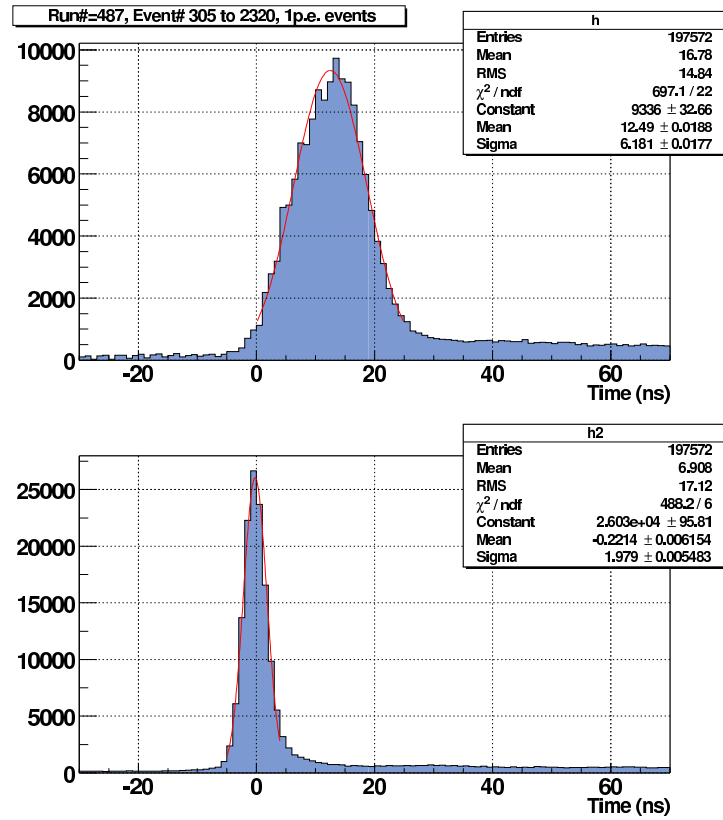 Run#=487, Event# 305 to 2320, 1p.e. events
h
Entries 197572
Mean 16.78
RMS 14.84
χ² / ndf 697.1 / 22
Constant 9336 ± 32.66
Mean 12.49 ± 0.0188
Sigma 6.181 ± 0.0177
10000
8000
6000
4000
2000
0
-20 0 20 40 60
Time (ns)
h2
Entries 197572
Mean 6.908
RMS 17.12
χ² / ndf 488.2 / 6
Constant 2.603e+04 ± 95.81
Mean -0.2214 ± 0.006154
Sigma 1.979 ± 0.005483
25000
20000
15000
10000
5000
0
-20 0 20 40 60
Time (ns)